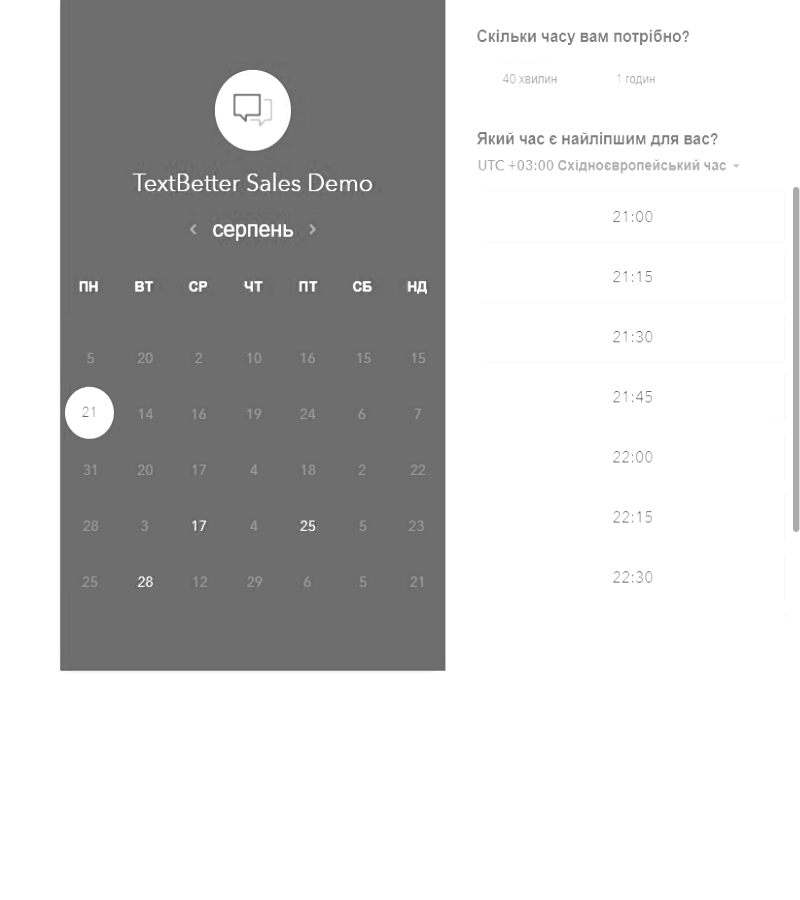 TextBetter Sales Demo
‹ серпень ›
ПН ВТ СР ЧТ ПТ СБ НД
5 20 2 10 16 15 15
21 14 16 19 24 6 7
31 20 17 4 18 2 22
28 3 17 4 25 5 23
25 28 12 29 6 5 21
Скільки часу вам потрібно?
40 хвилин 1 годин
Який час є найліпшим для вас?
UTC +03:00 Східноєвропейський час
21:00
21:15
21:30
21:45
22:00
22:15
22:30